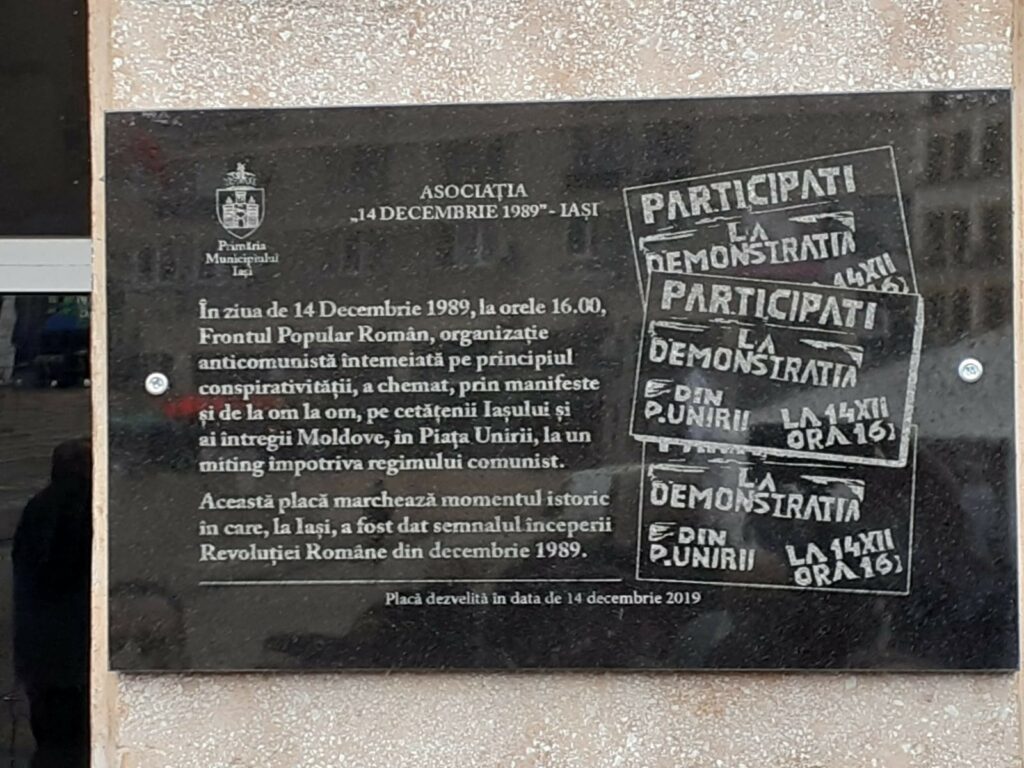 Primăria
Municipiului
Iași
ASOCIAȚIA
„14 DECEMBRIE 1989” - IAȘI
În ziua de 14 Decembrie 1989, la orele 16.00,
Frontul Popular Român, organizație
anticomunistă întemeiată pe principiul
conspirativității, a chemat, prin manifeste
și de la om la om, pe cetățenii Iașului și
ai întregii Moldove, în Piața Unirii, la un
miting împotriva regimului comunist.
Această placă marchează momentul istoric
în care, la Iași, a fost dat semnalul începerii
Revoluției Române din decembrie 1989.
Placă dezvelită în data de 14 decembrie 2019
PARTICIPATI
LA
DEMONSTRATIA
14XII
16
PARTICIPATI
LA
DEMONSTRATIA
DIN
P.UNIRII
LA 14XII
ORA 16
LA
DEMONSTRATIA
DIN
P.UNIRII
LA 14XII
ORA 16